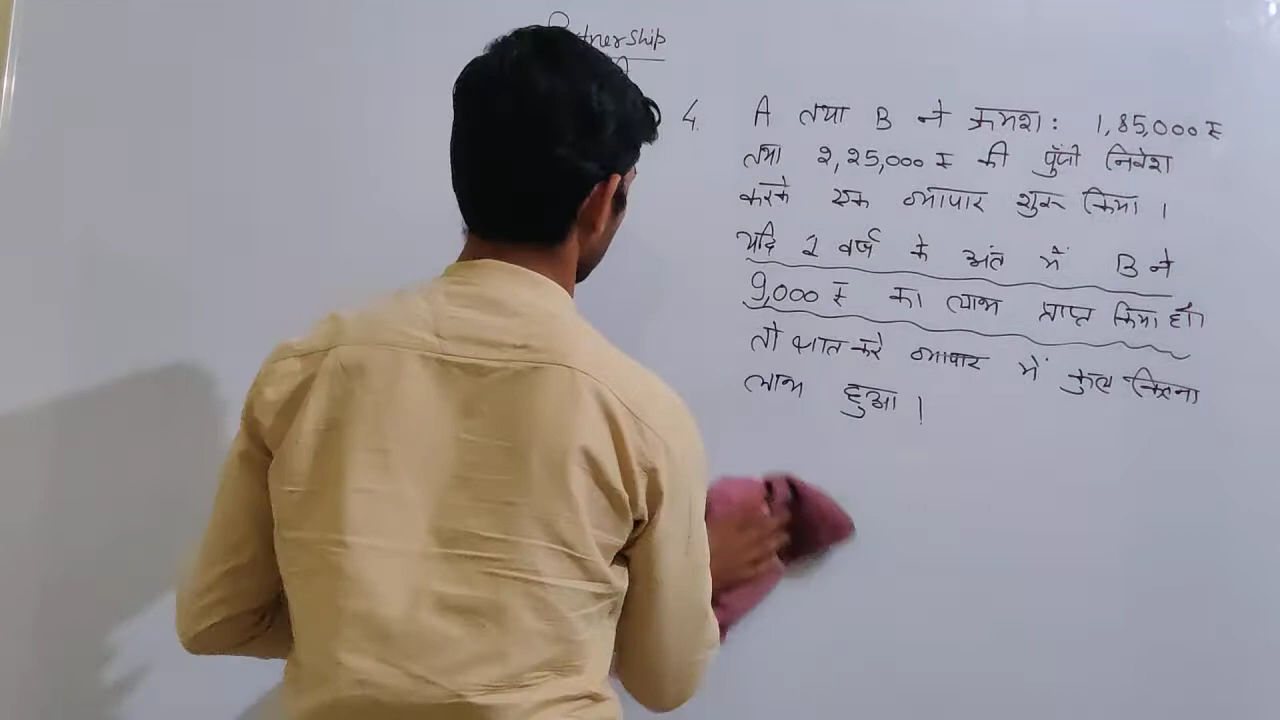 Partnership
4. A तथा B ने क्रमश: 1,85,000 ₹
तथा 2,25,000 ₹ की पुँजी निवेश
करके एक व्यापार शुरू किया ।
यदि 2 वर्ष के अंत में B ने
9,000 ₹ का लाभ प्राप्त किया हो।
तो ज्ञात करे व्यापार में कुल कितना
लाभ हुआ ।